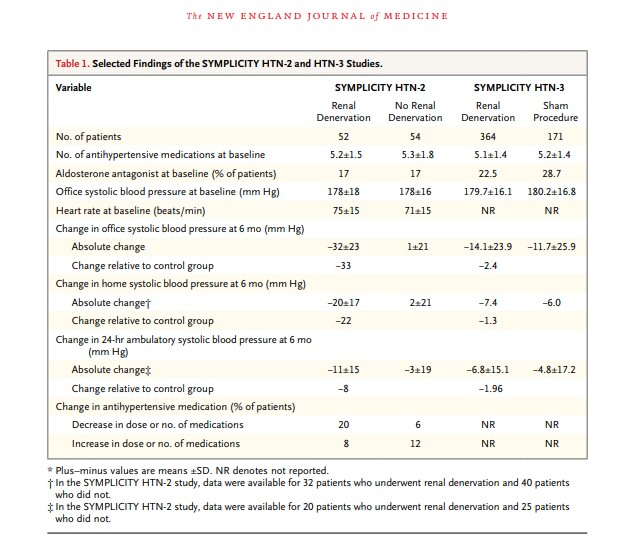 The NEW ENGLAND JOURNAL of MEDICINE
Table 1. Selected Findings of the SYMPLICITY HTN-2 and HTN-3 Studies.
Variable SYMPLICITY HTN-2 SYMPLICITY HTN-3
Renal Denervation No Renal Denervation Renal Denervation Sham Procedure
No. of patients 52 54 364 171
No. of antihypertensive medications at baseline 5.2±1.5 5.3±1.8 5.1±1.4 5.2±1.4
Aldosterone antagonist at baseline (% of patients) 17 17 22.5 28.7
Office systolic blood pressure at baseline (mm Hg) 178±18 178±16 179.7±16.1 180.2±16.8
Heart rate at baseline (beats/min) 75±15 71±15 NR NR
Change in office systolic blood pressure at 6 mo (mm Hg)
Absolute change −32±23 1±21 −14.1±23.9 −11.7±25.9
Change relative to control group −33 −2.4
Change in home systolic blood pressure at 6 mo (mm Hg)
Absolute change† −20±17 2±21 −7.4 −6.0
Change relative to control group −22 −1.3
Change in 24-hr ambulatory systolic blood pressure at 6 mo
(mm Hg)
Absolute change‡ −11±15 −3±19 −6.8±15.1 −4.8±17.2
Change relative to control group −8 −1.96
Change in antihypertensive medication (% of patients)
Decrease in dose or no. of medications 20 6 NR NR
Increase in dose or no. of medications 8 12 NR NR
* Plus–minus values are means ±SD. NR denotes not reported.
† In the SYMPLICITY HTN-2 study, data were available for 32 patients who underwent renal denervation and 40 patients
who did not.
‡ In the SYMPLICITY HTN-2 study, data were available for 20 patients who underwent renal denervation and 25 patients
who did not.